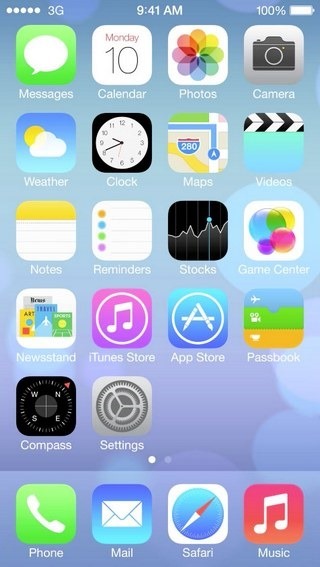 3G 9:41 AM 100%
Monday
10
Messages Calendar Photos Camera
280
Weather Clock Maps Videos
Notes Reminders Stocks Game Center
News
ART TRAVEL SPORTS
Newsstand iTunes Store App Store Passbook
N
W E
S
Compass Settings
Phone Mail Safari Music